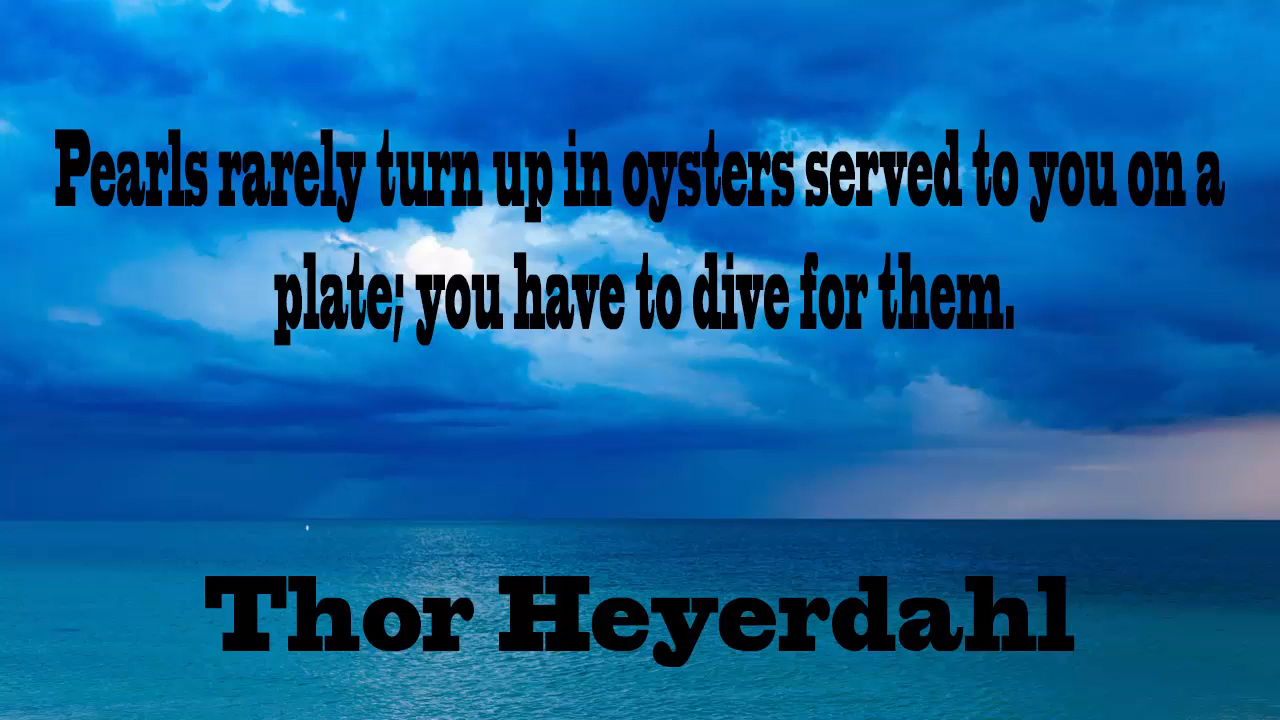 Pearls rarely turn up in oysters served to you on a
plate; you have to dive for them.
Thor Heyerdahl